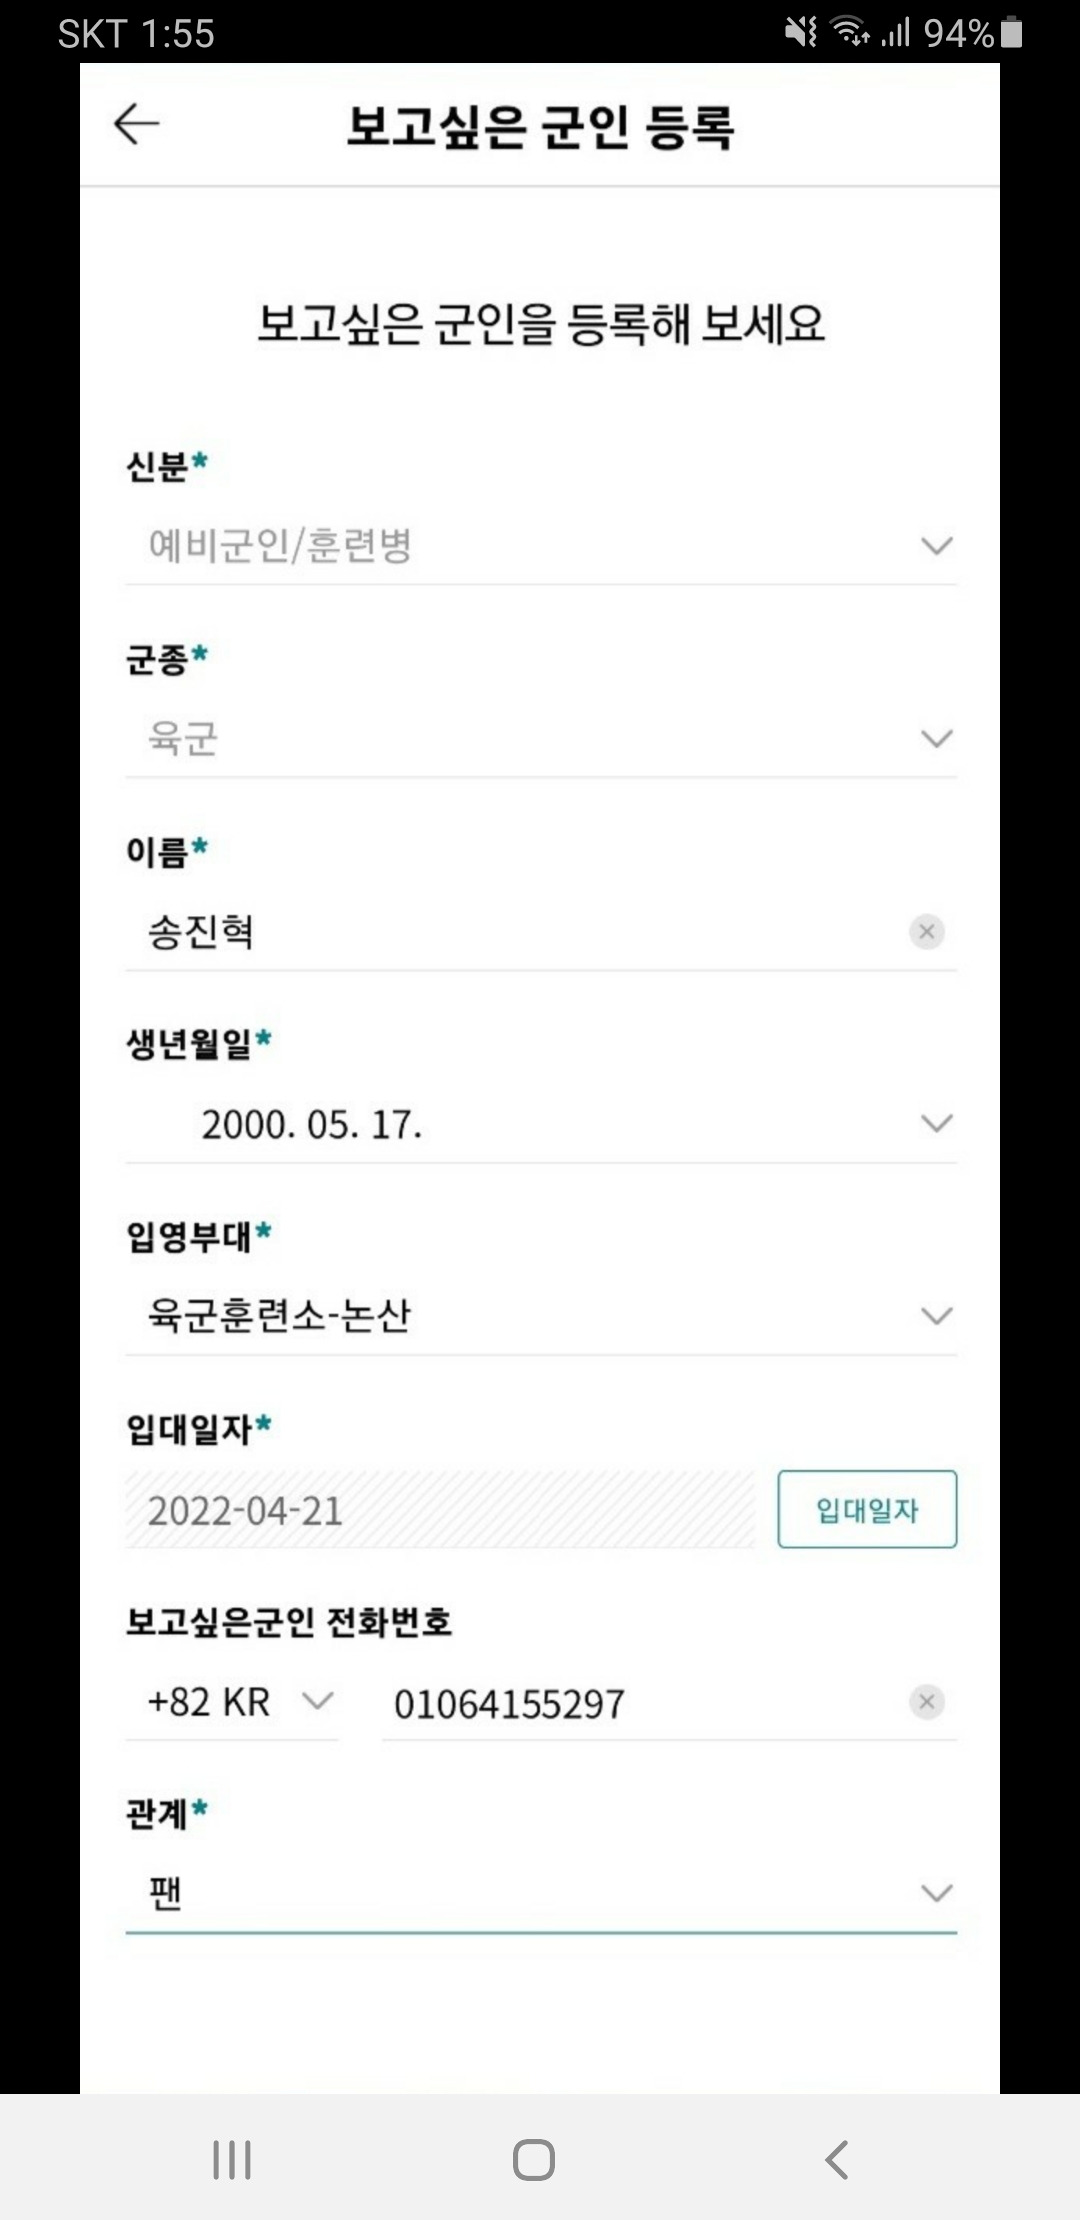 SKT 1:55 94%
보고싶은 군인 등록
보고싶은 군인을 등록해 보세요
신분*
예비군인/훈련병
군종*
육군
이름*
송진혁
생년월일*
2000. 05. 17.
입영부대*
육군훈련소-논산
입대일자*
2022-04-21 입대일자
보고싶은군인 전화번호
+82 KR 01064155297
관계*
팬